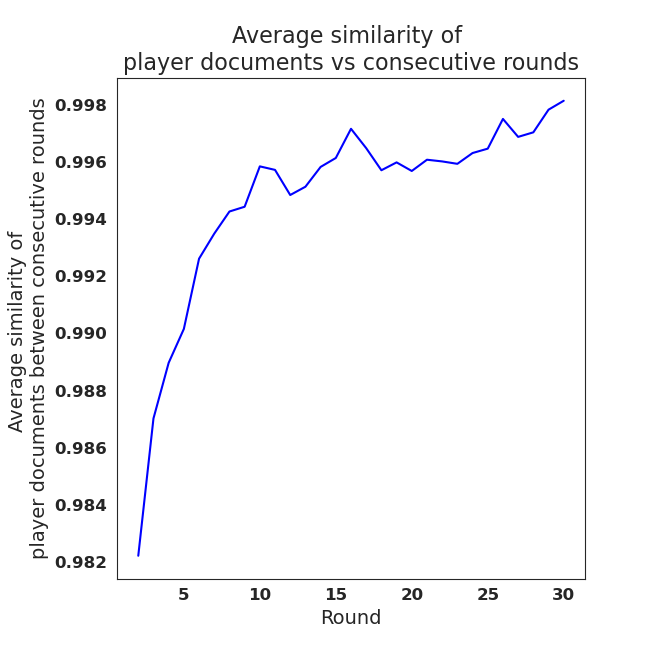 Average similarity of
player documents vs consecutive rounds
Average similarity of
player documents between consecutive rounds
0.998
0.996
0.994
0.992
0.990
0.988
0.986
0.984
0.982
5 10 15 20 25 30
Round